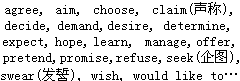 agree, aim, choose, claim(声称),
decide, demand, desire, determine,
expect, hope, learn, manage, offer,
pretend, promise, refuse, seek(企图),
swear(发誓), wish, would like to…